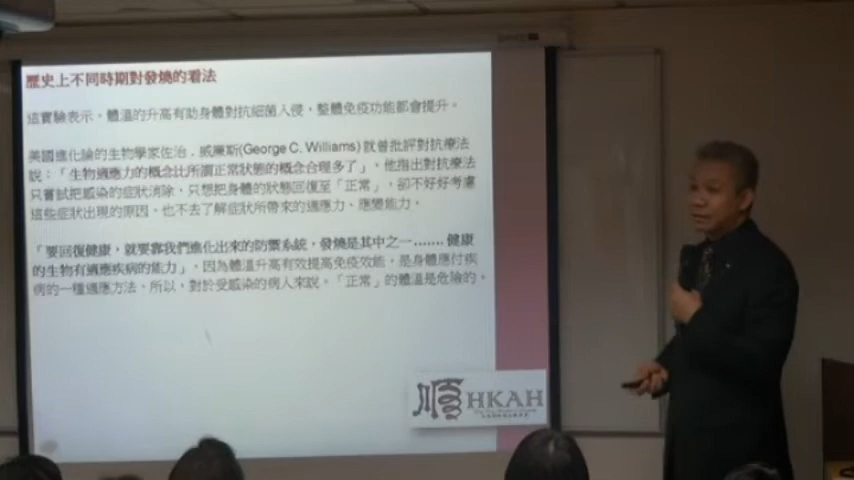 歷史上不同時期對發燒的看法
這實驗表示，體溫的升高有助身體對抗細菌入侵，整體免疫功能都會提升。
美國進化論的生物學家佐治．威廉斯(George C. Williams) 就曾批評對抗療法
說：「生物適應力的概念比所謂正常狀態的概念合理多了」，他指出對抗療法
只嘗試把感染的症狀消除，只想把身體的狀態回復至「正常」，卻不好好考慮
這些症狀出現的原因，也不去了解症狀所帶來的適應力、應變能力。
「要回復健康，就要靠我們進化出來的防禦系統，發燒是其中之一.......健康
的生物有適應疾病的能力」，因為體溫升高有效提高免疫效能，是身體應付疾
病的一種適應方法，所以，對於受感染的病人來說，「正常」的體溫是危險的。
順 HKAH